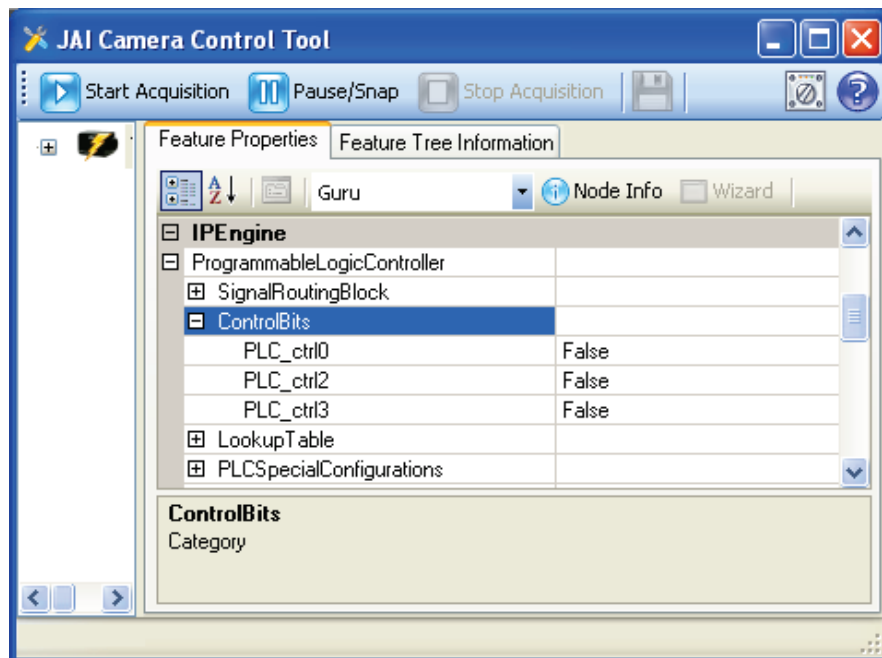 JAI Camera Control Tool
Start Acquisition Pause/Snap Stop Acquisition
Feature Properties Feature Tree Information
Guru Node Info Wizard
IPEngine
ProgrammableLogicController
SignalRoutingBlock
ControlBits
PLC_ctrl0 False
PLC_ctrl2 False
PLC_ctrl3 False
LookupTable
PLCSpecialConfigurations
ControlBits
Category